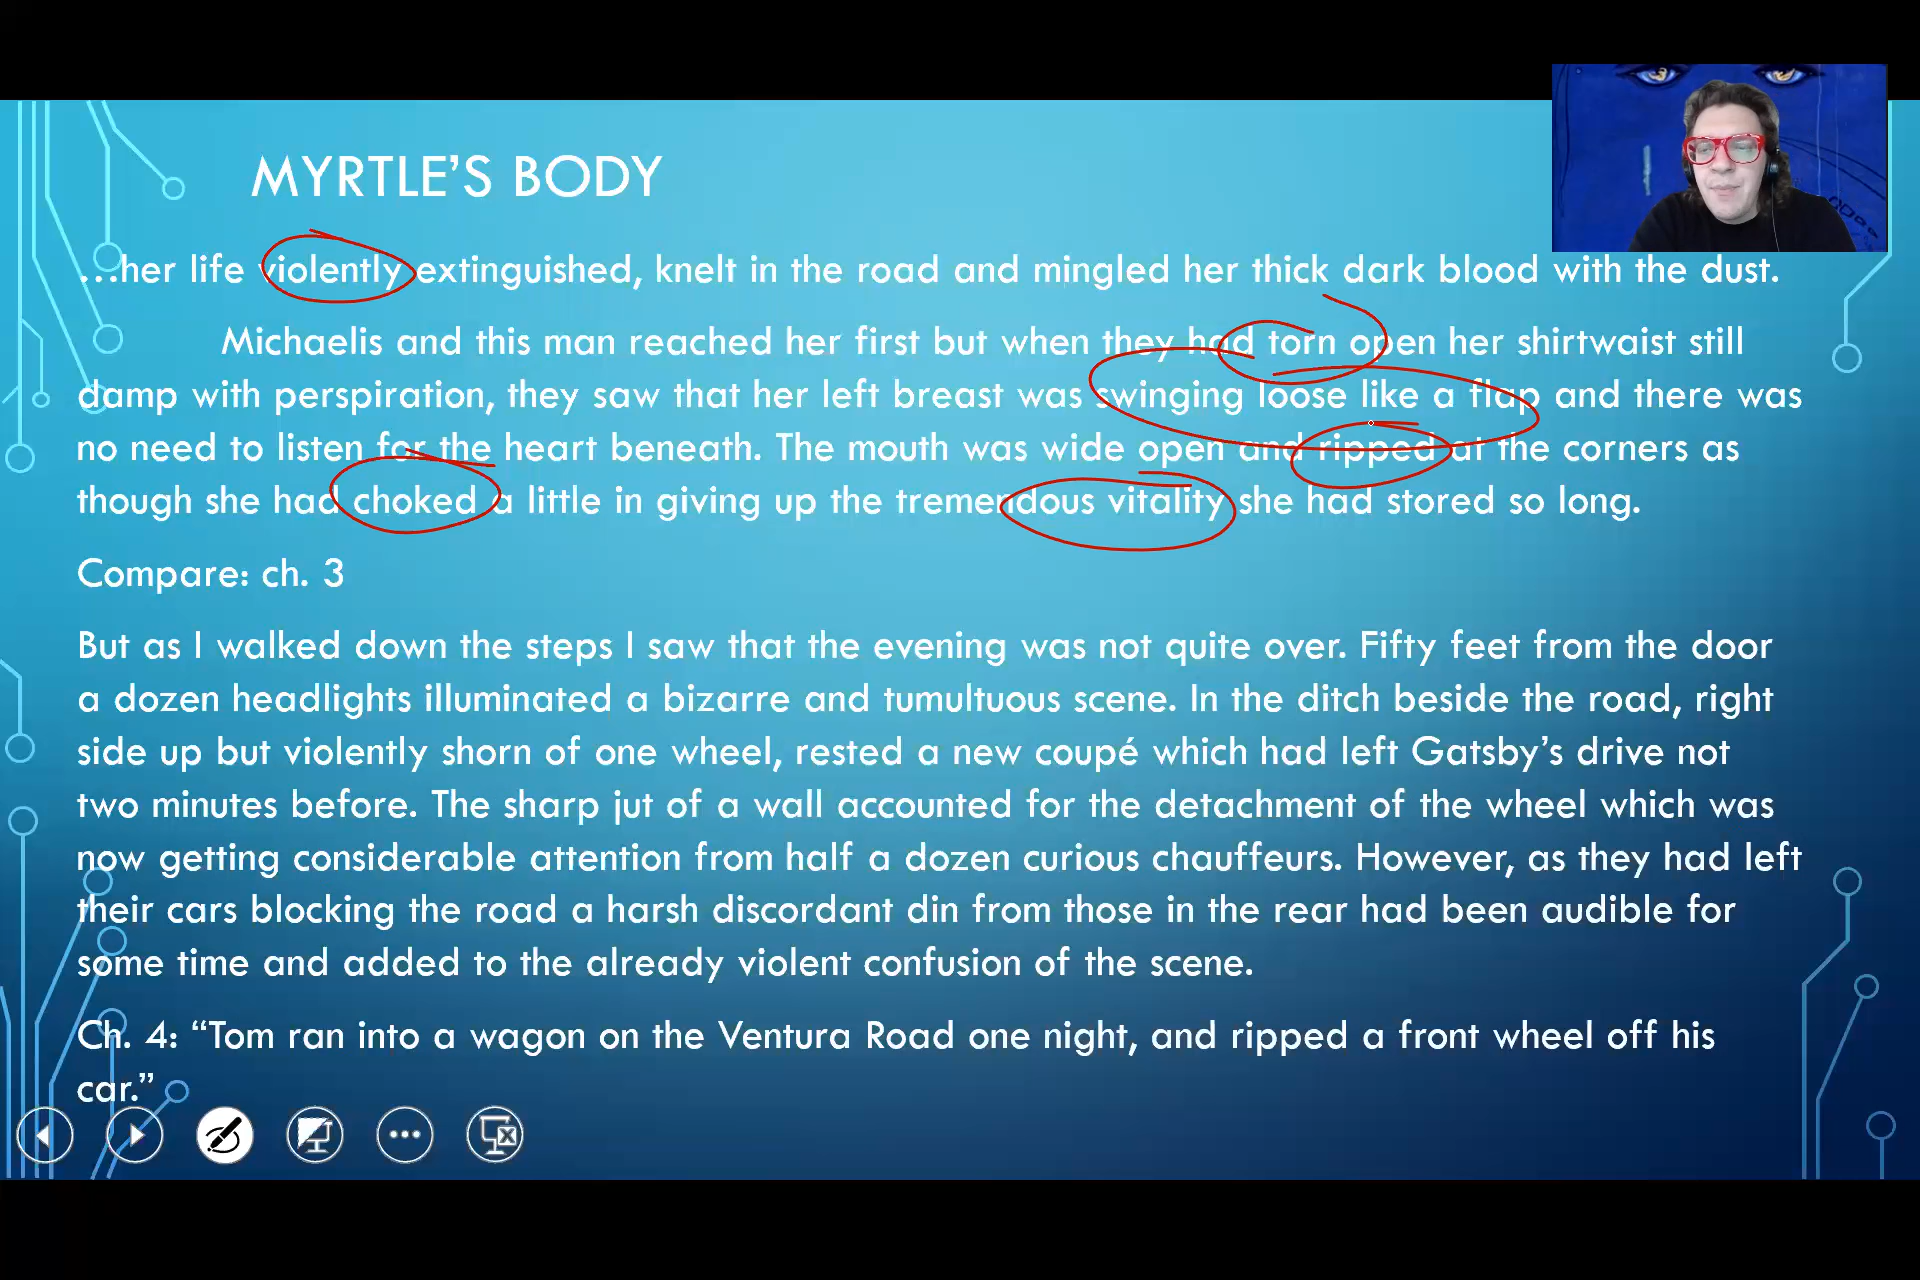 MYRTLE’S BODY
…her life violently extinguished, knelt in the road and mingled her thick dark blood with the dust.
Michaelis and this man reached her first but when they had torn open her shirtwaist still
damp with perspiration, they saw that her left breast was swinging loose like a flap and there was
no need to listen for the heart beneath. The mouth was wide open and ripped at the corners as
though she had choked a little in giving up the tremendous vitality she had stored so long.
Compare: ch. 3
But as I walked down the steps I saw that the evening was not quite over. Fifty feet from the door
a dozen headlights illuminated a bizarre and tumultuous scene. In the ditch beside the road, right
side up but violently shorn of one wheel, rested a new coupé which had left Gatsby’s drive not
two minutes before. The sharp jut of a wall accounted for the detachment of the wheel which was
now getting considerable attention from half a dozen curious chauffeurs. However, as they had left
their cars blocking the road a harsh discordant din from those in the rear had been audible for
some time and added to the already violent confusion of the scene.
Ch. 4: “Tom ran into a wagon on the Ventura Road one night, and ripped a front wheel off his
car.”